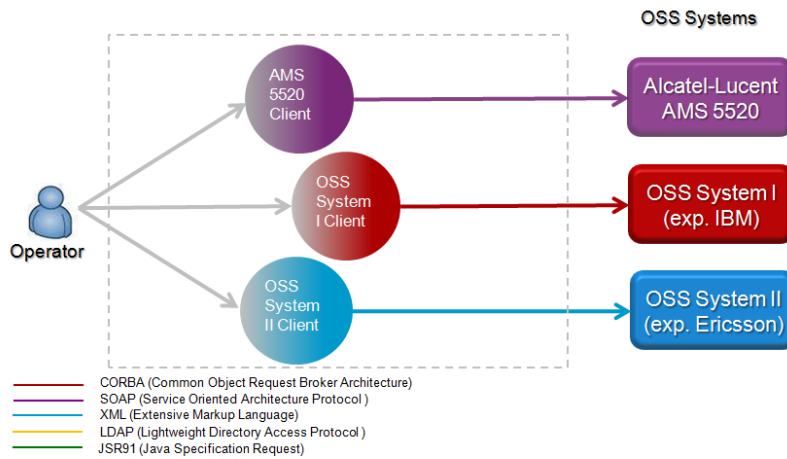 OSS Systems
AMS
5520
Client
Alcatel-Lucent
AMS 5520
OSS
System
I Client
OSS System I
(exp. IBM)
Operator
OSS
System
II Client
OSS System II
(exp. Ericsson)
CORBA (Common Object Request Broker Architecture)
SOAP (Service Oriented Architecture Protocol )
XML (Extensive Markup Language)
LDAP (Lightweight Directory Access Protocol )
JSR91 (Java Specification Request)